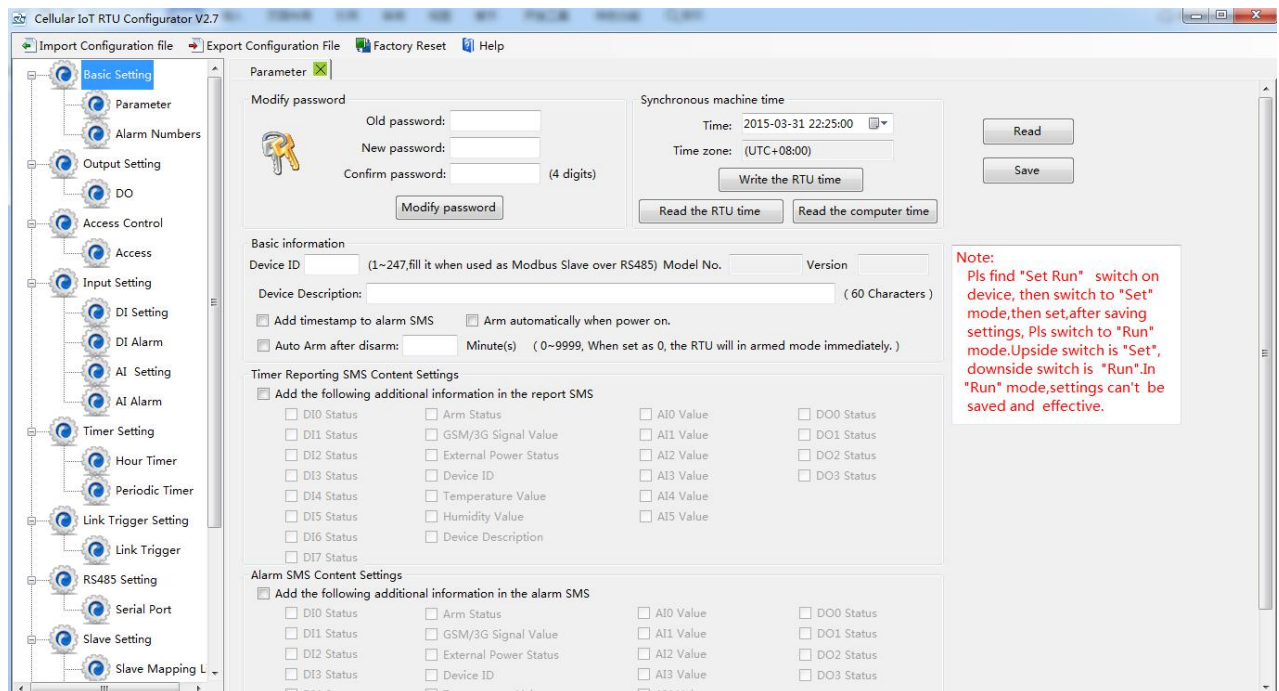 Cellular IoT RTU Configurator V2.7
Import Configuration file Export Configuration File Factory Reset Help
Basic Setting
Parameter
Alarm Numbers
Output Setting
DO
Access Control
Access
Input Setting
DI Setting
DI Alarm
AI Setting
AI Alarm
Timer Setting
Hour Timer
Periodic Timer
Link Trigger Setting
Link Trigger
RS485 Setting
Serial Port
Slave Setting
Slave Mapping L
Parameter
Modify password
Old password:
New password:
Confirm password: (4 digits)
Modify password
Synchronous machine time
Time: 2015-03-31 22:25:00
Time zone: (UTC+08:00)
Write the RTU time
Read the RTU time Read the computer time
Read
Save
Basic information
Device ID (1~247,fill it when used as Modbus Slave over RS485) Model No. Version
Device Description: ( 60 Characters )
Add timestamp to alarm SMS Arm automatically when power on.
Auto Arm after disarm: Minute(s) ( 0~9999, When set as 0, the RTU will in armed mode immediately. )
Note:
Pls find "Set Run" switch on
device, then switch to "Set"
mode,then set,after saving
settings, Pls switch to "Run"
mode.Upside switch is "Set",
downside switch is "Run".In
"Run" mode,settings can't be
saved and effective.
Timer Reporting SMS Content Settings
Add the following additional information in the report SMS
DI0 Status Arm Status AI0 Value DO0 Status
DI1 Status GSM/3G Signal Value AI1 Value DO1 Status
DI2 Status External Power Status AI2 Value DO2 Status
DI3 Status Device ID AI3 Value DO3 Status
DI4 Status Temperature Value AI4 Value
DI5 Status Humidity Value AI5 Value
DI6 Status Device Description
DI7 Status
Alarm SMS Content Settings
Add the following additional information in the alarm SMS
DI0 Status Arm Status AI0 Value DO0 Status
DI1 Status GSM/3G Signal Value AI1 Value DO1 Status
DI2 Status External Power Status AI2 Value DO2 Status
DI3 Status Device ID AI3 Value DO3 Status